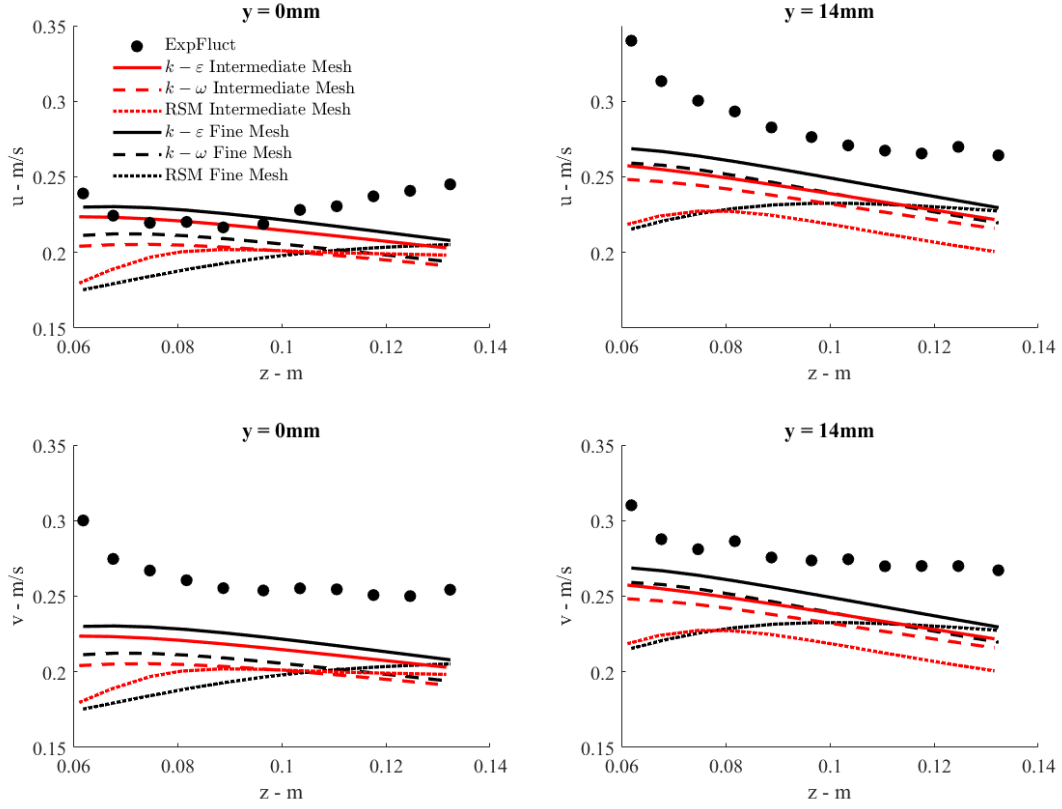 y = 0mm
0.35
0.3
0.25
0.2
0.15
u - m/s
ExpFluct
k − ε Intermediate Mesh
k − ω Intermediate Mesh
RSM Intermediate Mesh
k − ε Fine Mesh
k − ω Fine Mesh
RSM Fine Mesh
0.06 0.08 0.1 0.12 0.14
z - m
y = 14mm
0.35
0.3
0.25
0.2
0.15
u - m/s
0.06 0.08 0.1 0.12 0.14
z - m
y = 0mm
0.35
0.3
0.25
0.2
0.15
v - m/s
0.06 0.08 0.1 0.12 0.14
z - m
y = 14mm
0.35
0.3
0.25
0.2
0.15
v - m/s
0.06 0.08 0.1 0.12 0.14
z - m